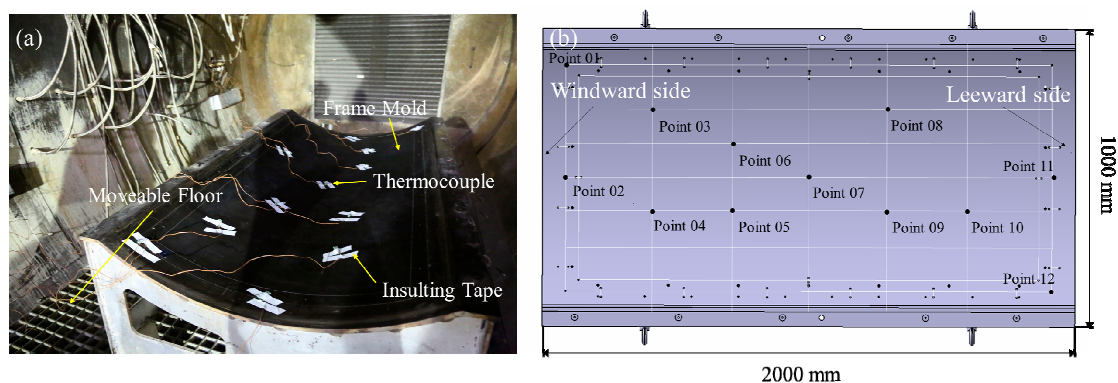 (a)
Frame Mold
Thermocouple
Moveable Floor
Insulting Tape
(b)
Point 01
Windward side
Leeward side
Point 03
Point 08
Point 06
Point 11
Point 02
Point 07
Point 04
Point 05
Point 09
Point 10
Point 12
1000 mm
2000 mm